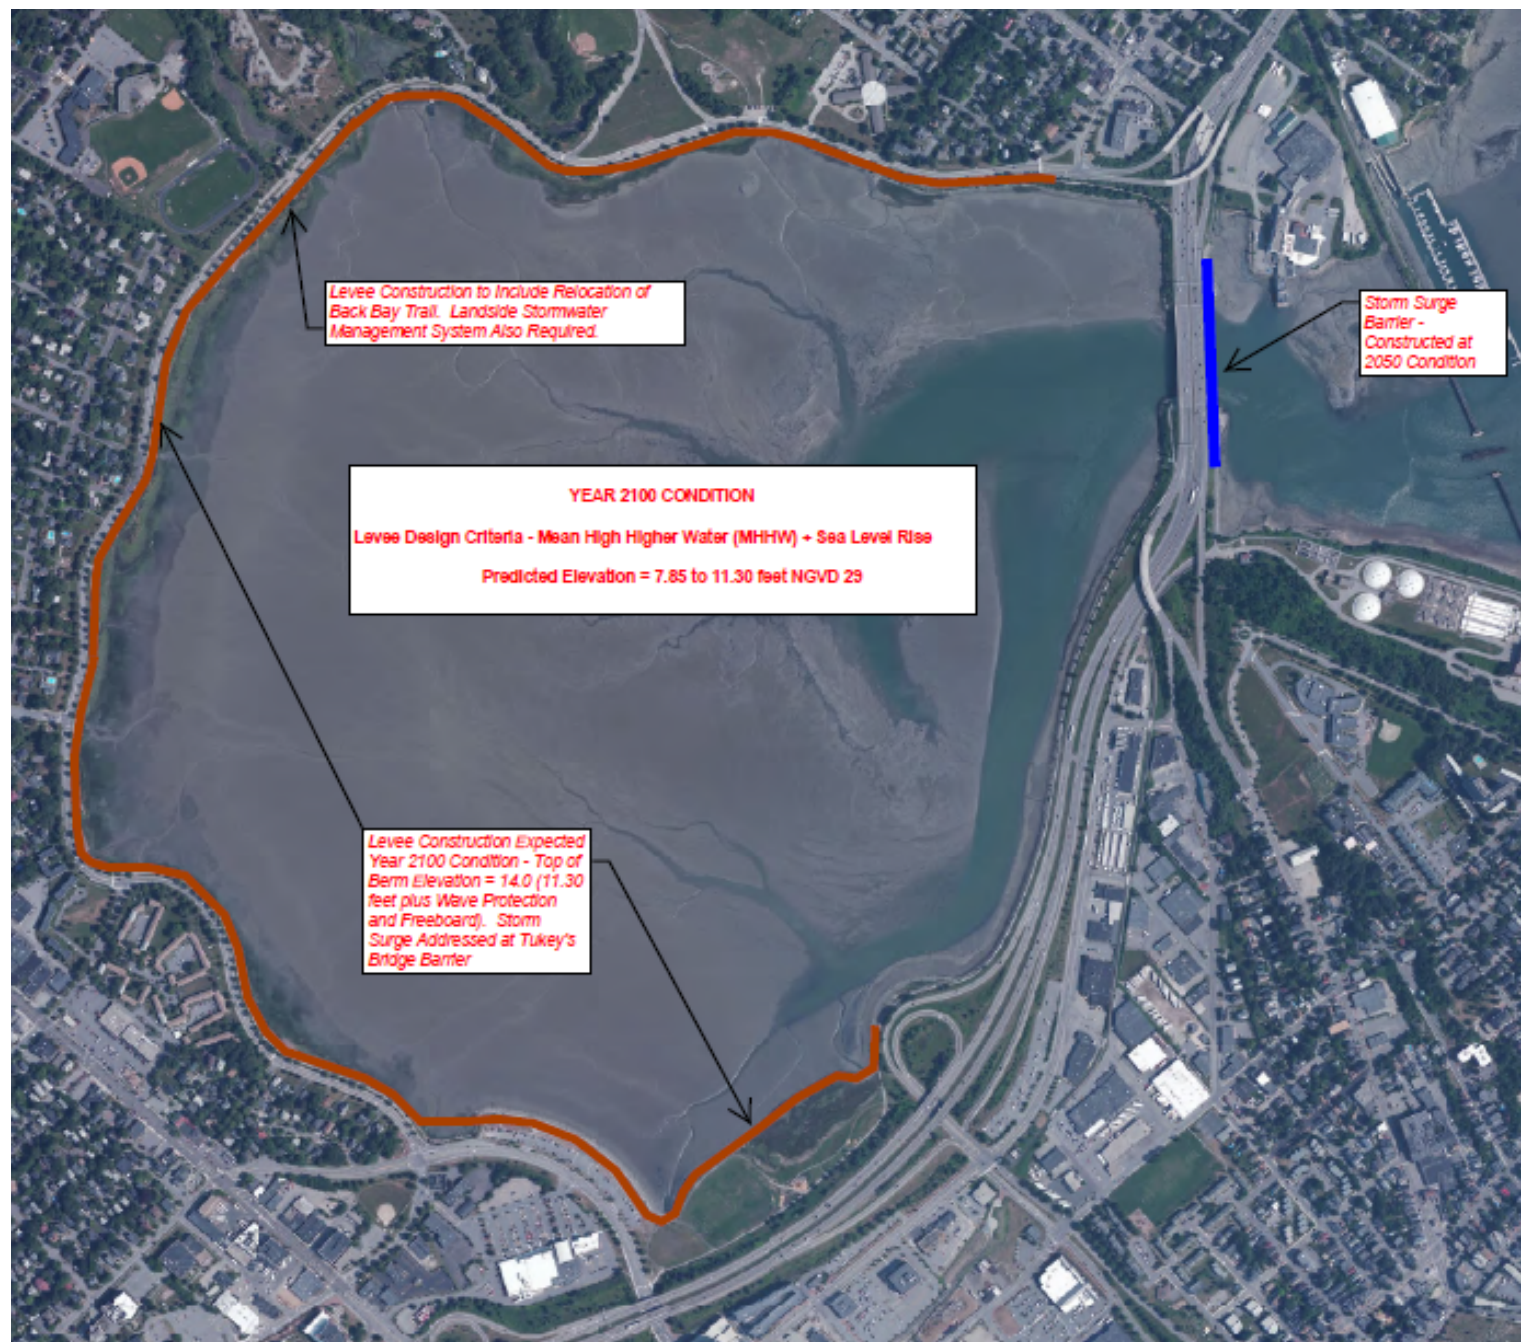 Levee Construction to Include Relocation of
Back Bay Trail. Landside Stormwater
Management System Also Required.
Storm Surge
Barrier -
Constructed at
2050 Condition
YEAR 2100 CONDITION
Levee Design Criteria - Mean High Higher Water (MHHW) + Sea Level Rise
Predicted Elevation = 7.85 to 11.30 feet NGVD 29
Levee Construction Expected
Year 2100 Condition - Top of
Berm Elevation = 14.0 (11.30
feet plus Wave Protection
and Freeboard). Storm
Surge Addressed at Tukey's
Bridge Barrier